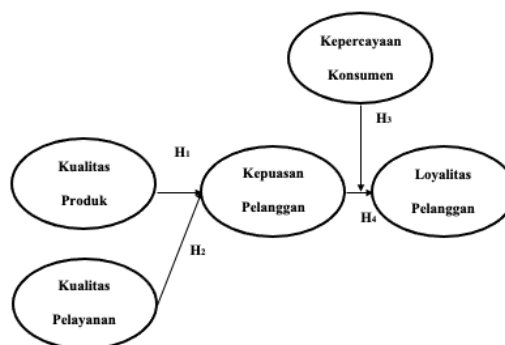 Kepercayaan
Konsumen
H3
H1
Kualitas
Produk
Kepuasan
Pelanggan
Loyalitas
Pelanggan
H4
H2
Kualitas
Pelayanan